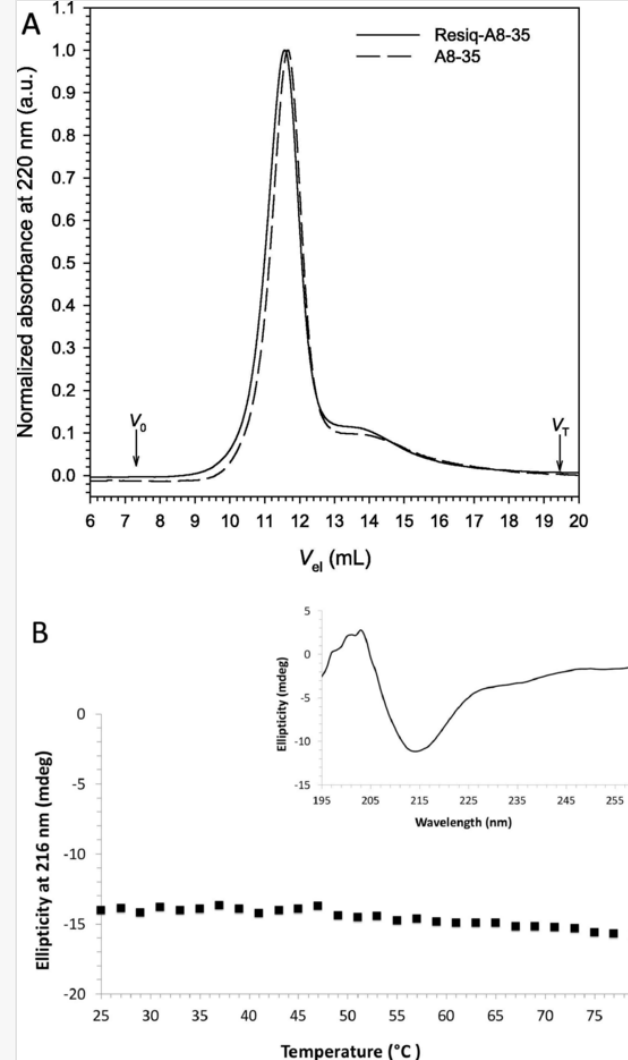 A
Normalized absorbance at 220 nm (a.u.)
1.1
1.0
0.9
0.8
0.7
0.6
0.5
0.4
0.3
0.2
0.1
0.0
Resiq-A8-35
A8-35
V0
VT
6 7 8 9 10 11 12 13 14 15 16 17 18 19 20
Vel (mL)
B
Ellipticity (mdeg)
5
0
-5
-10
-15
195 205 215 225 235 245 255
Wavelength (nm)
Ellipticity at 216 nm (mdeg)
0
-5
-10
-15
-20
25 30 35 40 45 50 55 60 65 70 75
Temperature (°C )